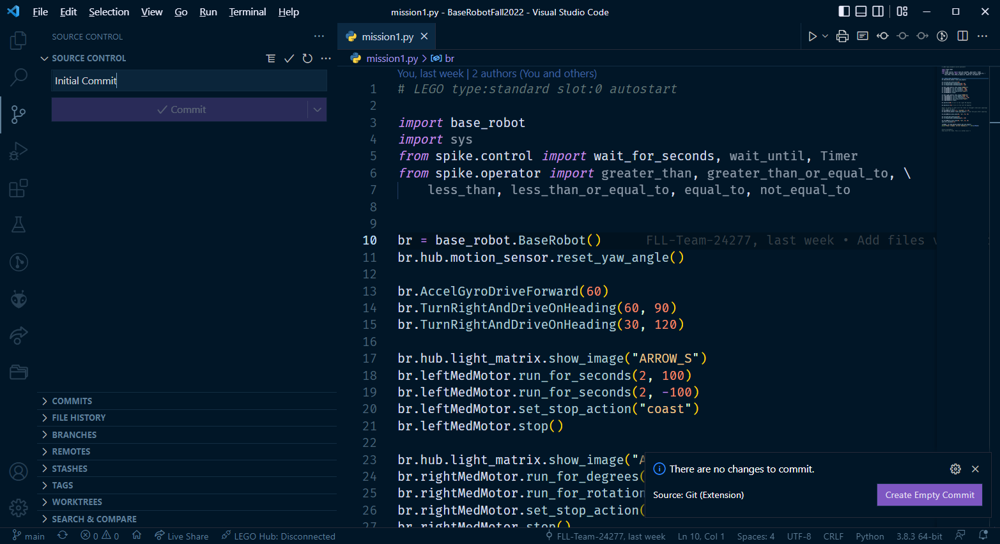 File Edit Selection View Go Run Terminal Help
mission1.py - BaseRobotFall2022 - Visual Studio Code
SOURCE CONTROL
SOURCE CONTROL
Initial Commit
Commit
COMMITS
FILE HISTORY
BRANCHES
REMOTES
STASHES
TAGS
WORKTREES
SEARCH & COMPARE
mission1.py
mission1.py > br
You, last week | 2 authors (You and others)
1 # LEGO type:standard slot:0 autostart
2
3 import base_robot
4 import sys
5 from spike.control import wait_for_seconds, wait_until, Timer
6 from spike.operator import greater_than, greater_than_or_equal_to, \
7 less_than, less_than_or_equal_to, equal_to, not_equal_to
8
9
10 br = base_robot.BaseRobot() FLL-Team-24277, last week • Add files
11 br.hub.motion_sensor.reset_yaw_angle()
12
13 br.AccelGyroDriveForward(60)
14 br.TurnRightAndDriveOnHeading(60, 90)
15 br.TurnRightAndDriveOnHeading(30, 120)
16
17 br.hub.light_matrix.show_image("ARROW_S")
18 br.leftMedMotor.run_for_seconds(2, 100)
19 br.leftMedMotor.run_for_seconds(2, -100)
20 br.leftMedMotor.set_stop_action("coast")
21 br.leftMedMotor.stop()
22
23 br.hub.light_matrix.show_image("A
24 br.rightMedMotor.run_for_degrees(
25 br.rightMedMotor.run_for_rotation
26 br.rightMedMotor.set_stop_action(
27 br.rightMedMotor.stop()
There are no changes to commit.
Source: Git (Extension)
Create Empty Commit
main 0 0 Live Share LEGO Hub: Disconnected FLL-Team-24277, last week Ln 10, Col 1 Spaces: 4 UTF-8 CRLF Python 3.8.3 64-bit